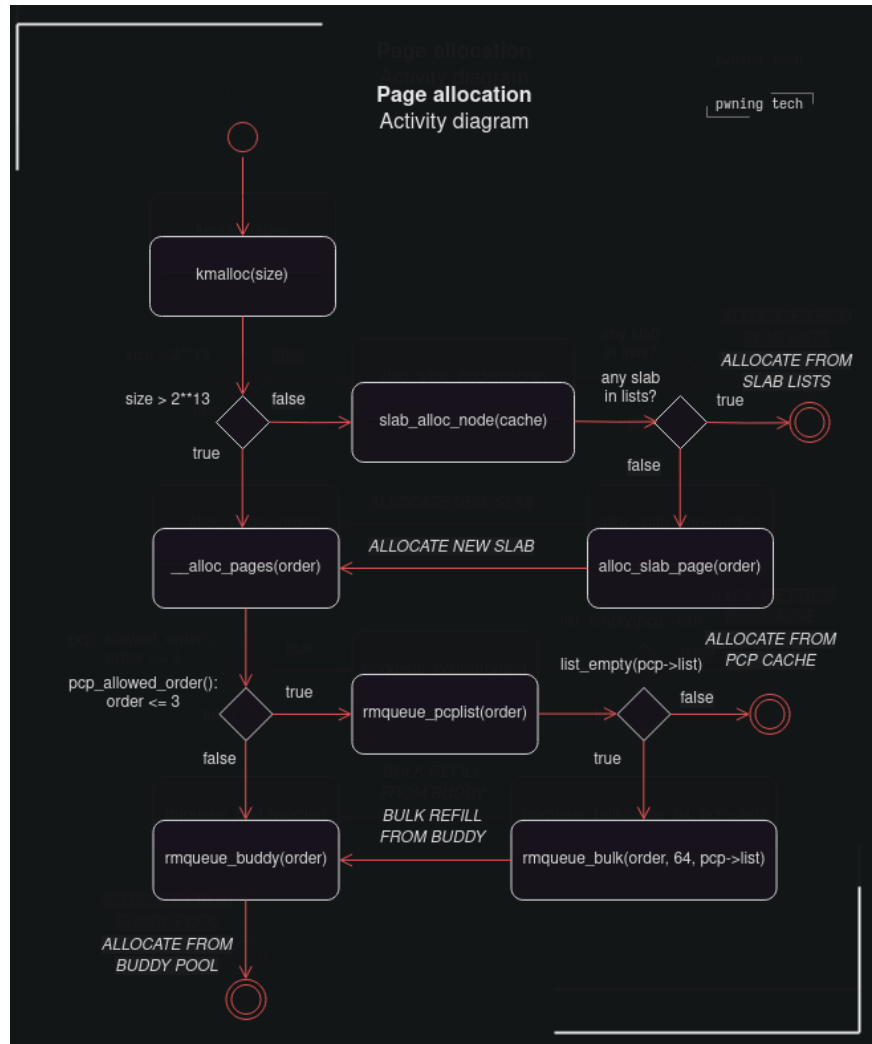 Page allocation
Activity diagram
pwning tech
kmalloc(size)
size > 2**13
false
true
slab_alloc_node(cache)
any slab
in lists?
true
false
ALLOCATE FROM
SLAB LISTS
__alloc_pages(order)
ALLOCATE NEW SLAB
alloc_slab_page(order)
pcp_allowed_order():
order <= 3
true
false
rmqueue_pcplist(order)
list_empty(pcp->list)
false
true
ALLOCATE FROM
PCP CACHE
rmqueue_buddy(order)
BULK REFILL
FROM BUDDY
rmqueue_bulk(order, 64, pcp->list)
ALLOCATE FROM
BUDDY POOL